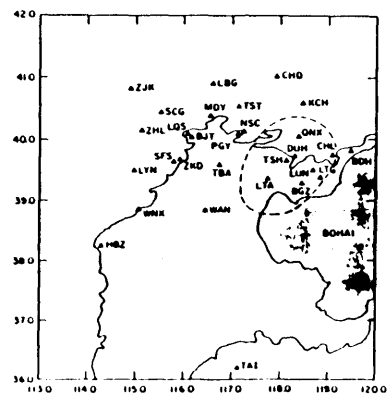 42.0
41.0
40.0
39.0
38.0
37.0
36.0
113.0 114.0 115.0 116.0 117.0 118.0 119.0 120.0
ZJK
LBG
CHD
SCG
MDY
TST
KCH
ZHL
LQS
BJT
NSC
QNX
PGY
DUH
CHL
SFS
ZKD
TBA
TSH
BDH
LYN
LTA
LUN
LT
BGZ
WNX
WAN
HBZ
BOHAI
TAI